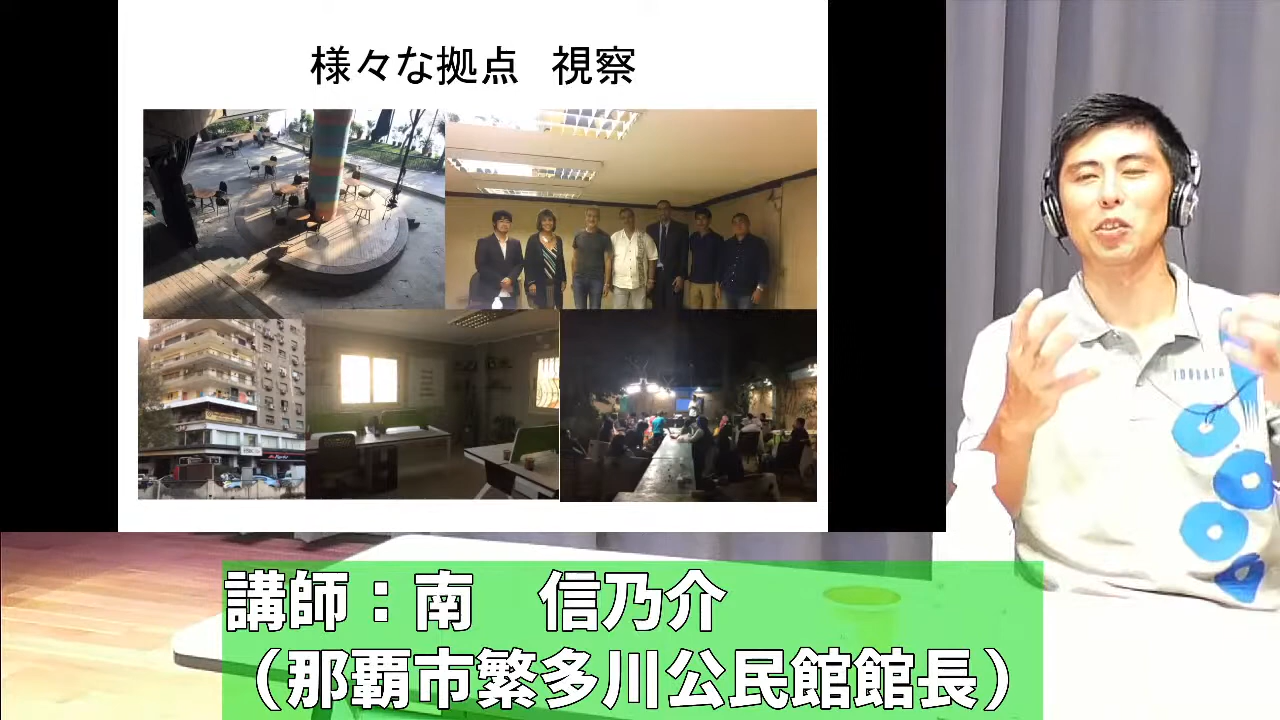 様々な拠点　視察
講師：南　信乃介
（那覇市繁多川公民館館長）